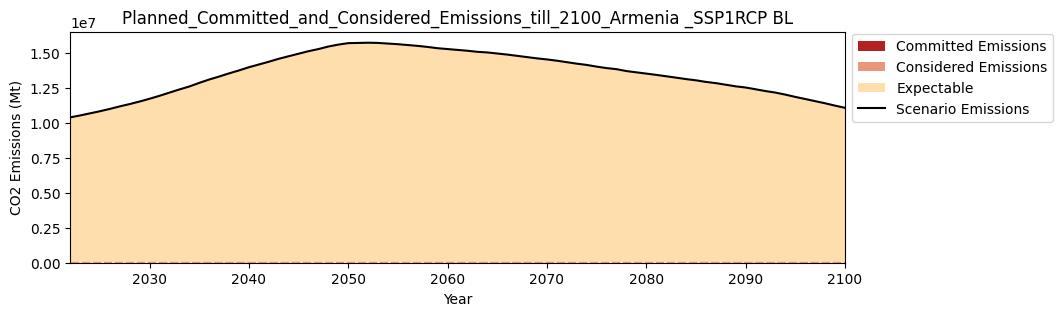 Planned_Committed_and_Considered_Emissions_till_2100_Armenia _SSP1RCP BL
1e7
1.50
1.25
1.00
0.75
0.50
0.25
0.00
CO2 Emissions (Mt)
2030 2040 2050 2060 2070 2080 2090 2100
Year
Committed Emissions
Considered Emissions
Expectable
Scenario Emissions